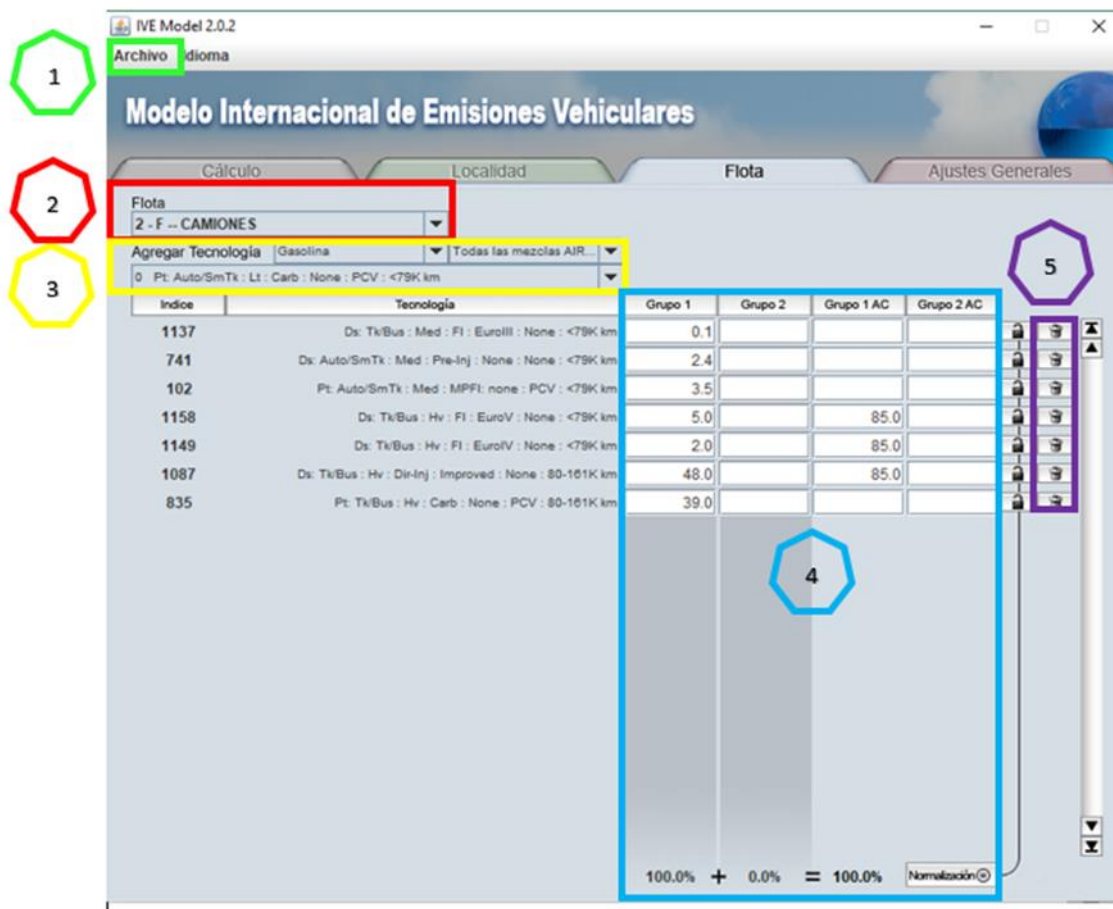 IVE Model 2.0.2
Archivo Idioma
1
Modelo Internacional de Emisiones Vehiculares
Cálculo Localidad Flota Ajustes Generales
2
Flota
2 - F -- CAMIONES
3
Agregar Tecnología Gasolina Todas las mezclas AIR...
0 Pt: Auto/SmTk : Lt : Carb : None : PCV : <79K km
5
Indice Tecnología Grupo 1 Grupo 2 Grupo 1 AC Grupo 2 AC
1137 Ds: Tk/Bus : Med : FI : EuroIII : None : <79K km 0.1
741 Ds: Auto/SmTk : Med : Pre-Inj : None : None : <79K km 2.4
102 Pt: Auto/SmTk : Med : MPFI: none : PCV : <79K km 3.5
1158 Ds: Tk/Bus : Hv : FI : EuroV : None : <79K km 5.0 85.0
1149 Ds: Tk/Bus : Hv : FI : EuroIV : None : <79K km 2.0 85.0
1087 Ds: Tk/Bus : Hv : Dir-Inj : Improved : None : 80-161K km 48.0 85.0
835 Pt: Tk/Bus : Hv : Carb : None : PCV : 80-161K km 39.0
4
100.0% + 0.0% = 100.0% Normalización